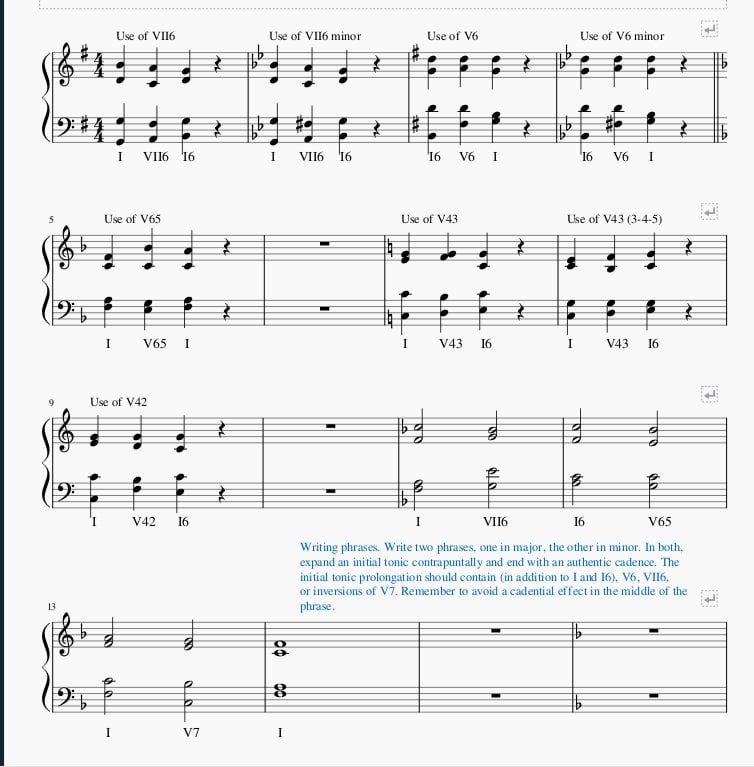 Use of VII6 Use of VII6 minor Use of V6 Use of V6 minor
4 4
4 4
I VII6 I6 I VII6 I6 I6 V6 I I6 V6 I
5 Use of V65 Use of V43 Use of V43 (3-4-5)
I V65 I I V43 I6 I V43 I6
9 Use of V42
I V42 I6 I VII6 I6 V65
Writing phrases. Write two phrases, one in major, the other in minor. In both,
expand an initial tonic contrapuntally and end with an authentic cadence. The
initial tonic prolongation should contain (in addition to I and I6), V6, VII6,
or inversions of V7. Remember to avoid a cadential effect in the middle of the
phrase.
13
I V7 I